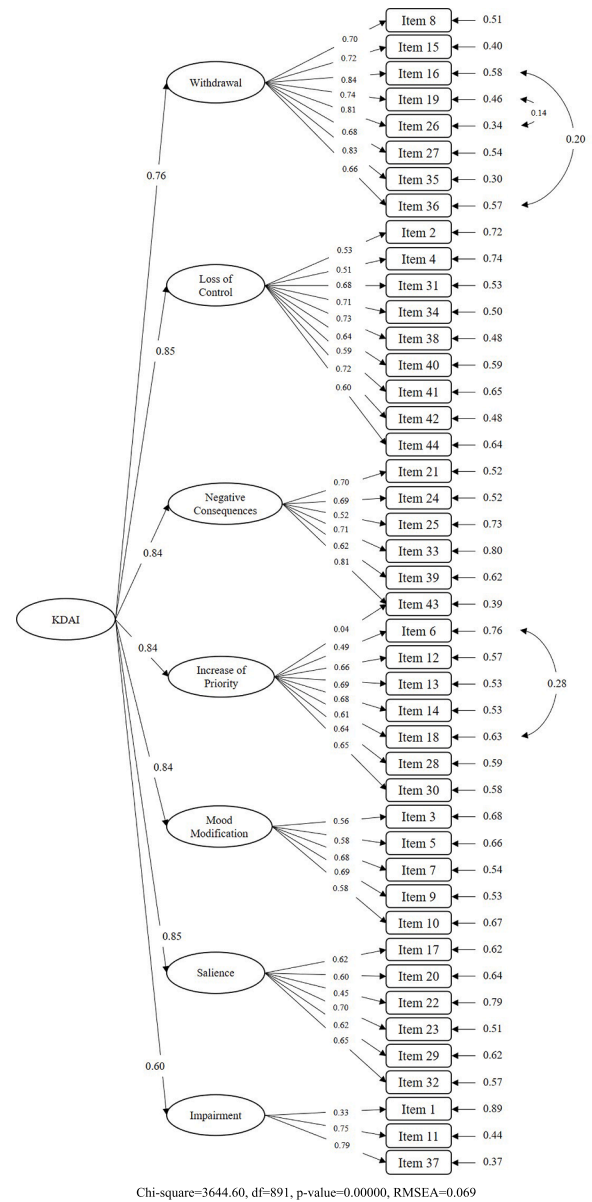 KDAI
0.76
0.85
0.84
0.84
0.84
0.85
0.60
Withdrawal
0.70
0.72
0.84
0.74
0.81
0.68
0.83
0.66
Item 8 0.51
Item 15 0.40
Item 16 0.58
Item 19 0.46
Item 26 0.34
Item 27 0.54
Item 35 0.30
Item 36 0.57
0.14
0.20
Loss of
Control
0.53
0.51
0.68
0.71
0.73
0.64
0.59
0.72
0.60
Item 2 0.72
Item 4 0.74
Item 31 0.53
Item 34 0.50
Item 38 0.48
Item 40 0.59
Item 41 0.65
Item 42 0.48
Item 44 0.64
Negative
Consequences
0.70
0.69
0.52
0.71
0.62
0.81
Item 21 0.52
Item 24 0.52
Item 25 0.73
Item 33 0.80
Item 39 0.62
Item 43 0.39
Increase of
Priority
0.04
0.49
0.66
0.69
0.68
0.61
0.64
0.65
Item 6 0.76
Item 12 0.57
Item 13 0.53
Item 14 0.53
Item 18 0.63
Item 28 0.59
Item 30 0.58
0.28
Mood
Modification
0.56
0.58
0.68
0.69
0.58
Item 3 0.68
Item 5 0.66
Item 7 0.54
Item 9 0.53
Item 10 0.67
Salience
0.62
0.60
0.45
0.70
0.62
0.65
Item 17 0.62
Item 20 0.64
Item 22 0.79
Item 23 0.51
Item 29 0.62
Item 32 0.57
Impairment
0.33
0.75
0.79
Item 1 0.89
Item 11 0.44
Item 37 0.37
Chi-square=3644.60, df=891, p-value=0.00000, RMSEA=0.069